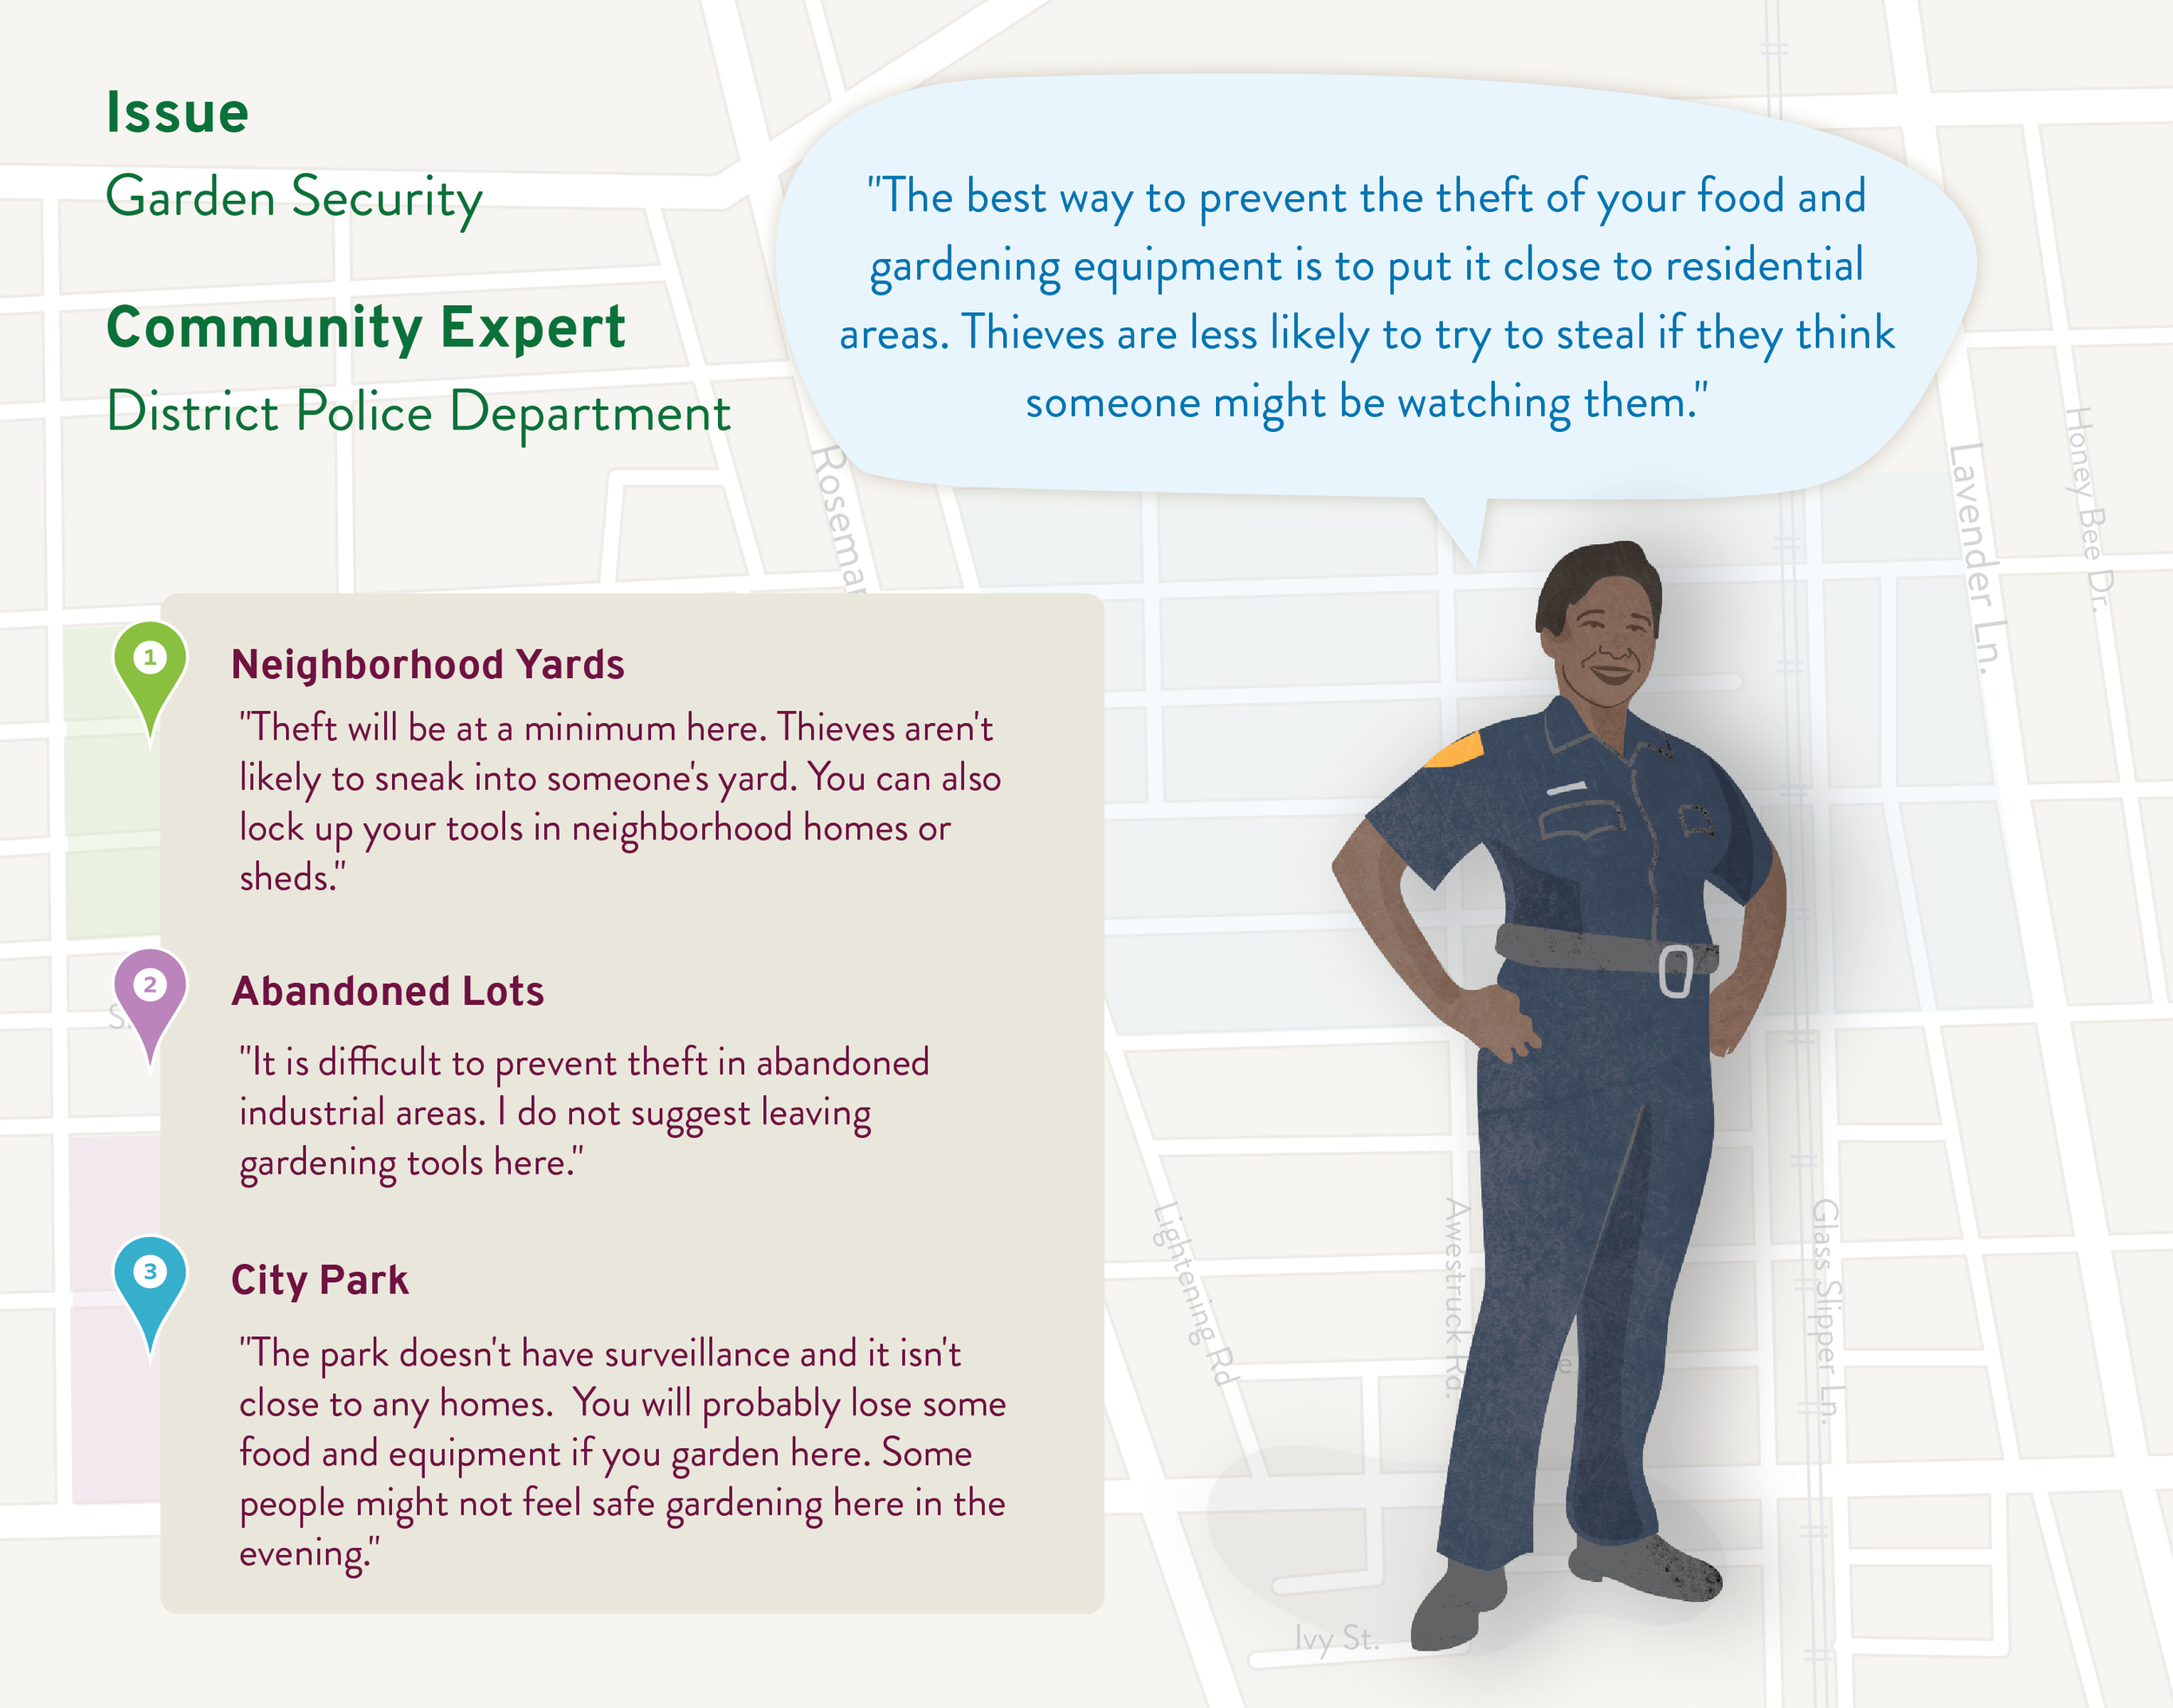 Issue
Garden Security
Community Expert
District Police Department
"The best way to prevent the theft of your food and
gardening equipment is to put it close to residential
areas. Thieves are less likely to try to steal if they think
someone might be watching them."
1
Neighborhood Yards
"Theft will be at a minimum here. Thieves aren't
likely to sneak into someone's yard. You can also
lock up your tools in neighborhood homes or
sheds."
2
Abandoned Lots
"It is difficult to prevent theft in abandoned
industrial areas. I do not suggest leaving
gardening tools here."
3
City Park
"The park doesn't have surveillance and it isn't
close to any homes.  You will probably lose some
food and equipment if you garden here. Some
people might not feel safe gardening here in the
evening."
Lavender Ln.
Honey Bee Dr.
Lightening Rd
Awestruck Rd.
Glass Slipper Ln.
Ivy St.